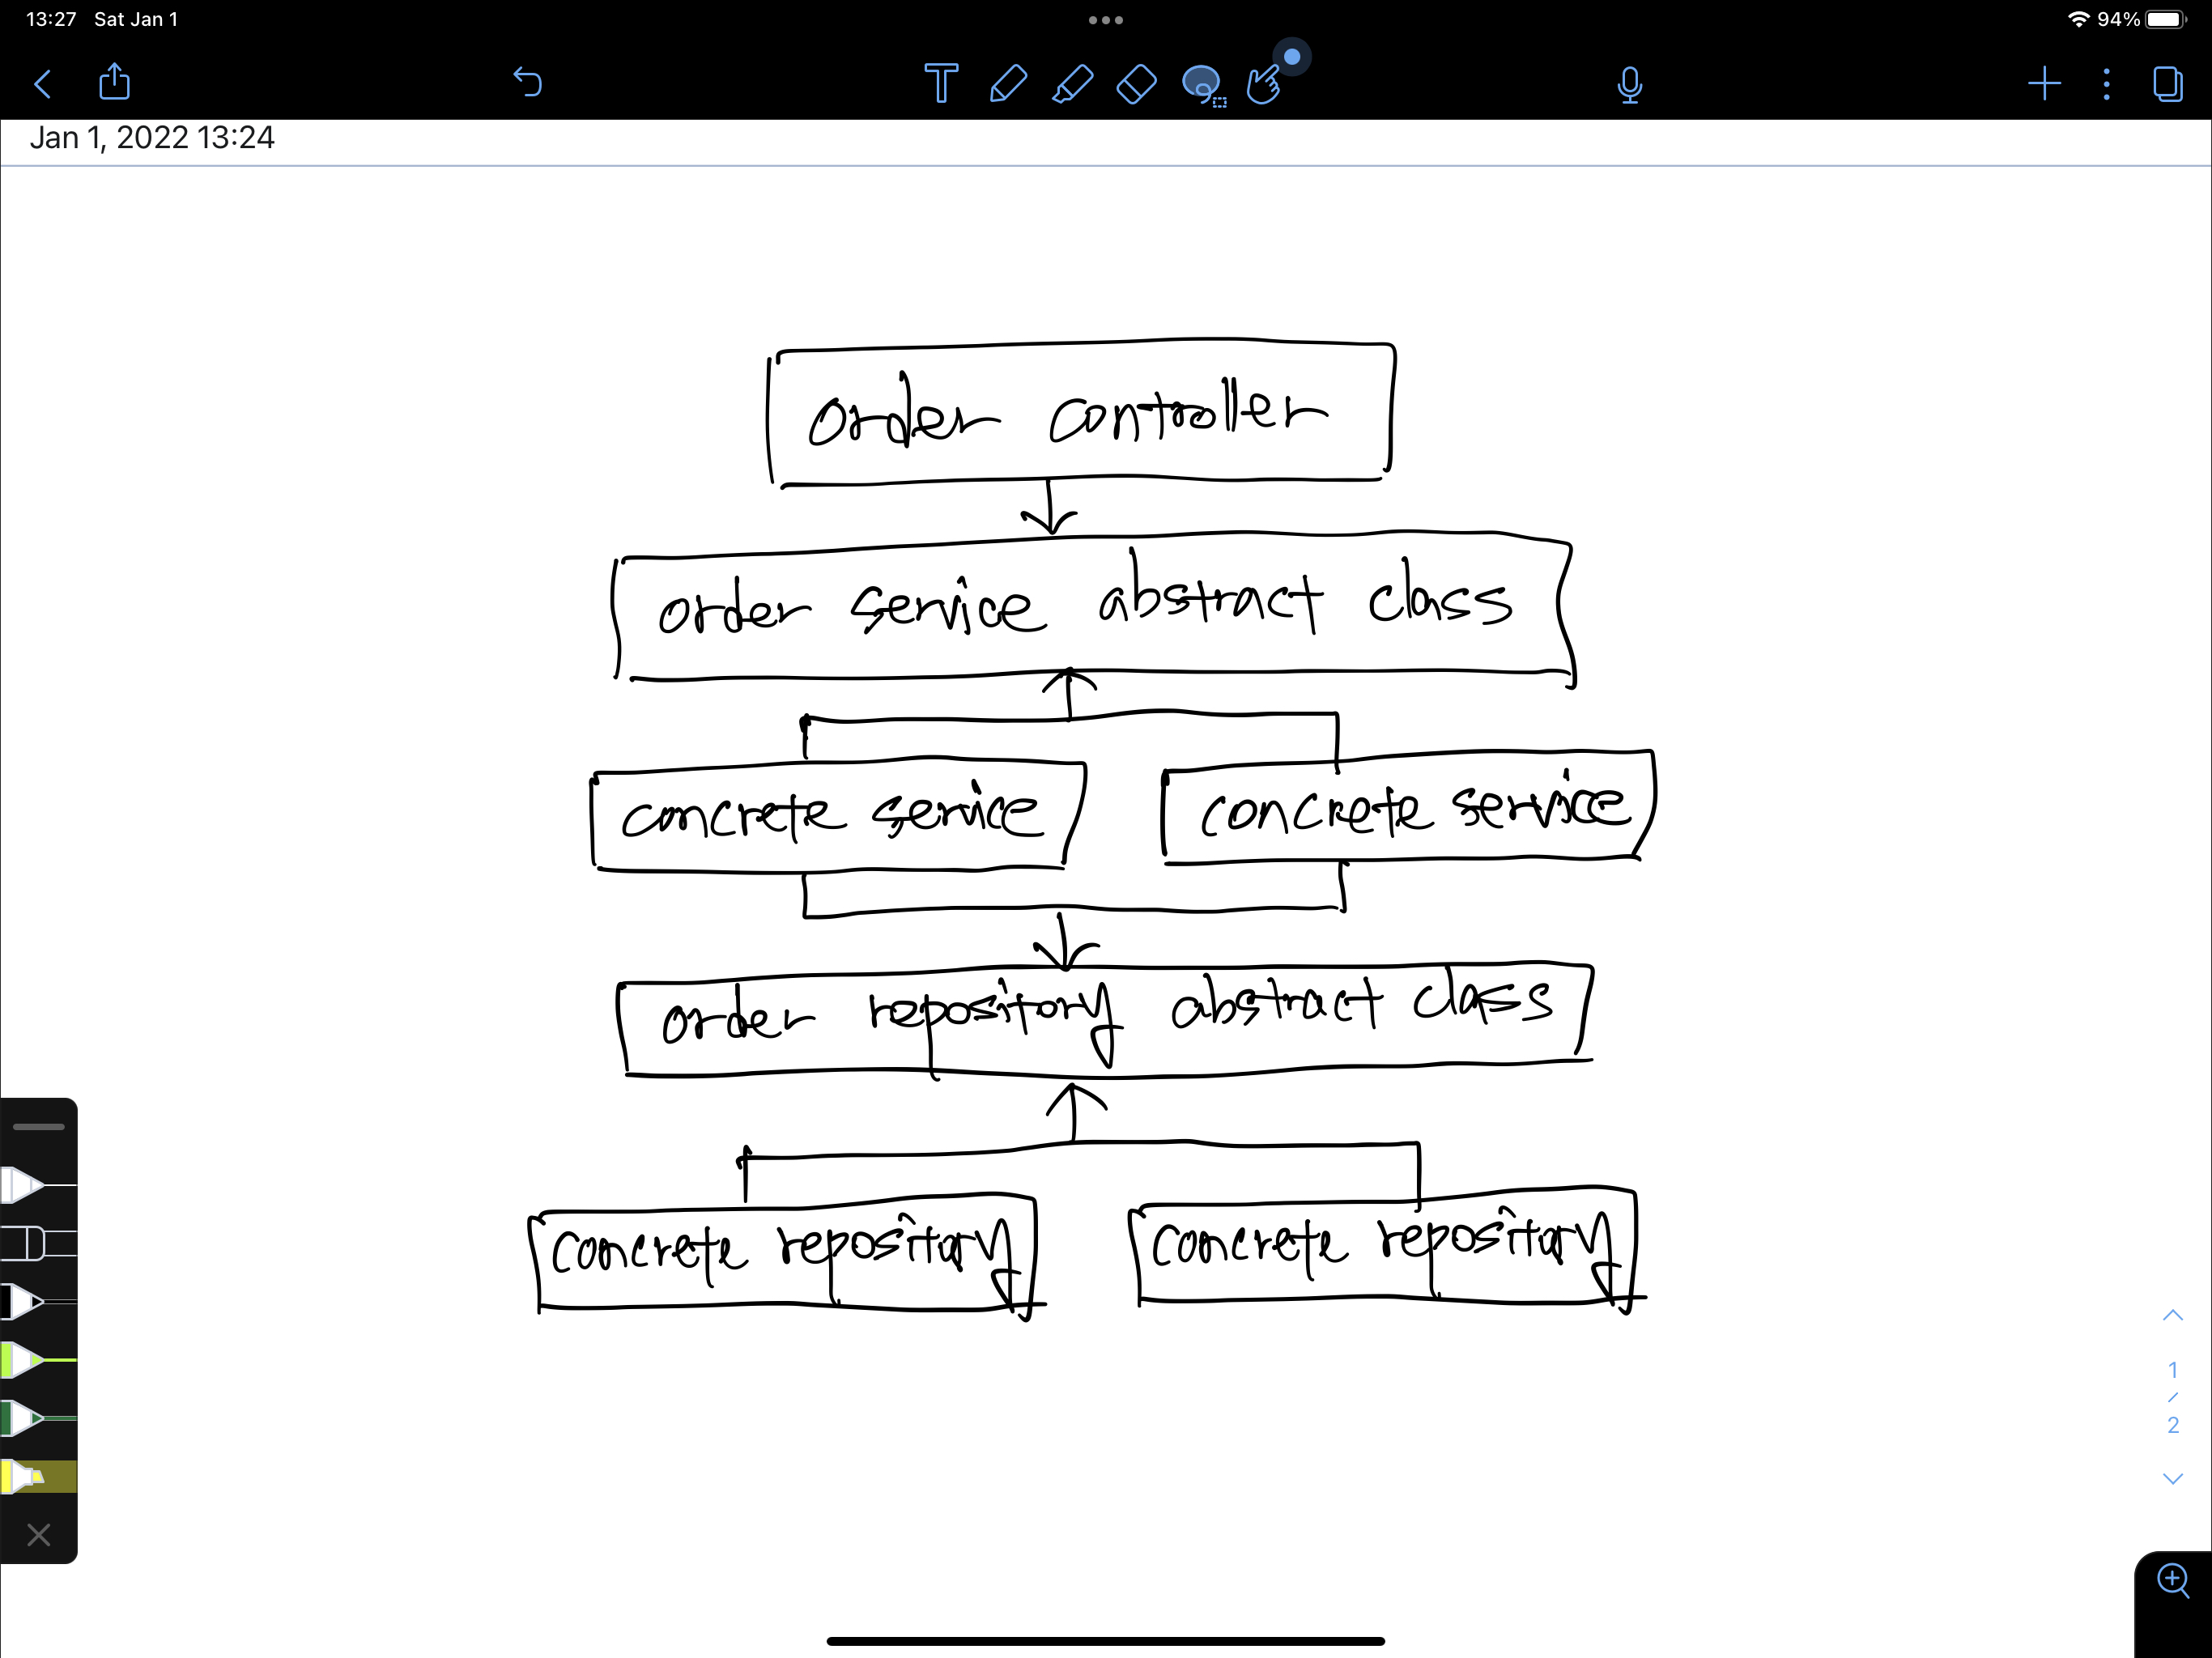 13:27 Sat Jan 1
94%
Jan 1, 2022 13:24
order controller
order service abstract class
concrete service
concrete service
order repository abstract class
concrete repository
concrete repository
1
/
2